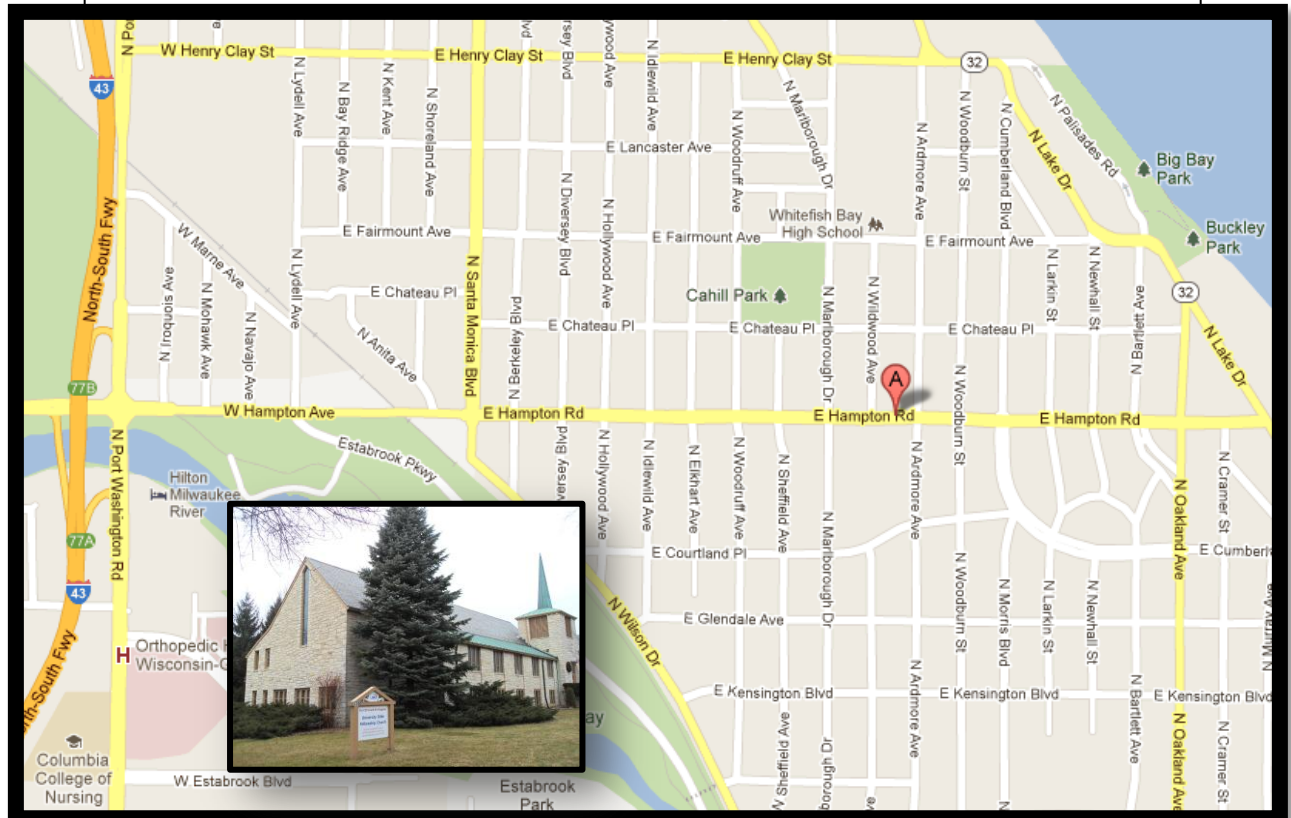 W Henry Clay St
E Henry Clay St
E Henry Clay St
32
43
N Lydell Ave
N Bay Ridge Ave
N Kent Ave
N Shoreland Ave
N Idlewild Ave
N Marlborough Dr
N Woodruff Ave
N Ardmore Ave
N Woodburn St
N Cumberland Blvd
N Lake Dr
N Palisades Rd
Big Bay
Park
Buckley
Park
E Lancaster Ave
N Diversey Blvd
N Hollywood Ave
Whitefish Bay
High School
E Fairmount Ave
E Fairmount Ave
E Fairmount Ave
North-South Fwy
W Marne Ave
N Lydell Ave
N Santa Monica Blvd
N Iroquois Ave
N Mohawk Ave
N Navajo Ave
E Chateau Pl
N Anita Ave
N Berkeley Blvd
E Chateau Pl
Cahill Park
E Chateau Pl
N Marlborough Dr
N Wildwood Ave
E Chateau Pl
N Larkin St
N Newhall St
N Bartlett Ave
32
N Lake Dr
77B
A
W Hampton Ave
E Hampton Rd
E Hampton Rd
E Hampton Rd
N Woodburn St
N Port Washington Rd
Estabrook Pkwy
Hilton
Milwaukee
River
77A
43
N Hollywood Ave
N Idlewild Ave
N Elkhart Ave
N Woodruff Ave
N Sheffield Ave
N Marlborough Dr
N Ardmore Ave
N Oakland Ave
N Cramer St
E Courtland Pl
N Woodburn St
N Morris Blvd
N Larkin St
N Newhall St
E Glendale Ave
N Wilson Dr
H
Orthopedic
Wisconsin
E Kensington Blvd
E Kensington Blvd
E Kensington Blvd
N Ardmore Ave
N Bartlett Ave
N Oakland Ave
N Cramer St
Columbia
College of
Nursing
W Estabrook Blvd
Estabrook
Park